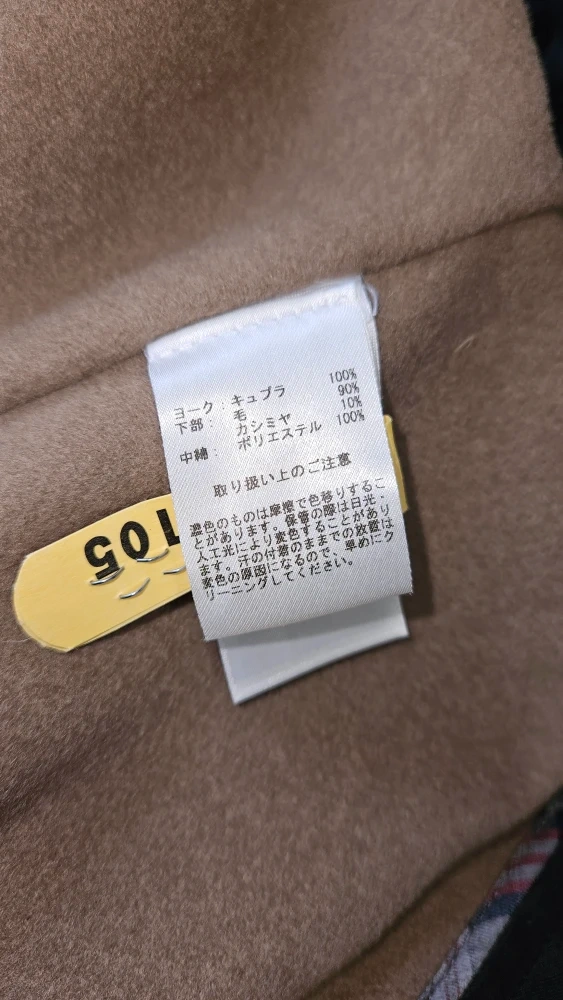 ヨーク: キュプラ 100%
下部: 毛 90%
カシミヤ 10%
中綿: ポリエステル 100%
取り扱い上のご注意
濃色のものは摩擦で色移りするこ
とがあります。保管の際は日光・
人工光により変色することがあり
ます。汗の付着のままでの放置は
変色の原因になるので、早めにク
リーニングしてください。
105